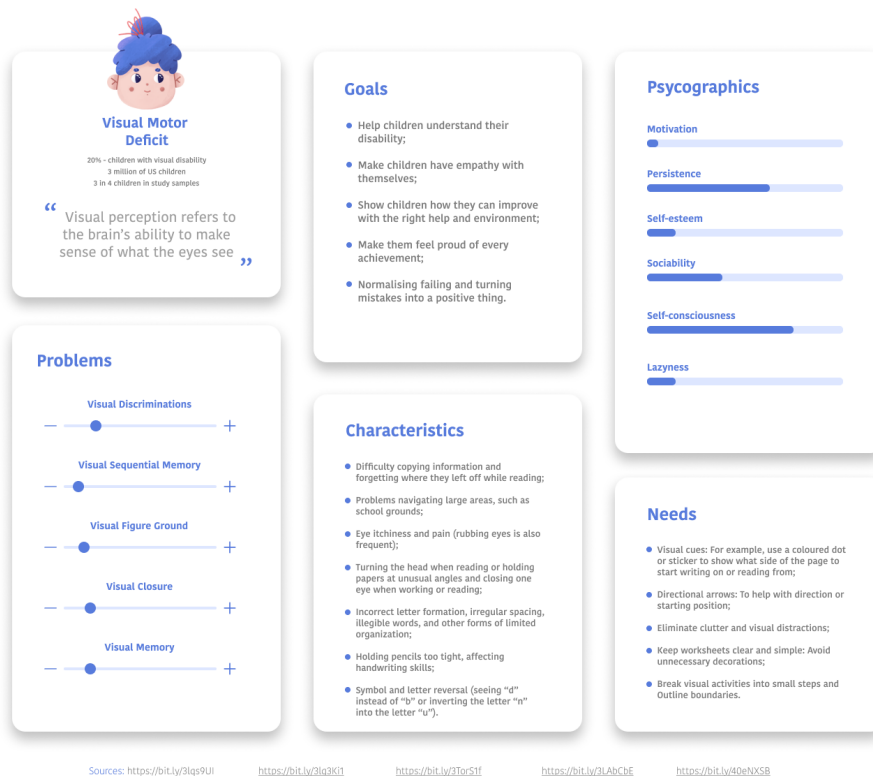 Visual Motor
Deficit
20% - children with visual disability
3 million of US children
3 in 4 children in study samples
“ Visual perception refers to
the brain's ability to make
sense of what the eyes see ”
Problems
Visual Discriminations
Visual Sequential Memory
Visual Figure Ground
Visual Closure
Visual Memory
Goals
Help children understand their
disability;
Make children have empathy with
themselves;
Show children how they can improve
with the right help and environment;
Make them feel proud of every
achievement;
Normalising failing and turning
mistakes into a positive thing.
Characteristics
Difficulty copying information and
forgetting where they left off while reading;
Problems navigating large areas, such as
school grounds;
Eye itchiness and pain (rubbing eyes is also
frequent);
Turning the head when reading or holding
papers at unusual angles and closing one
eye when working or reading;
Incorrect letter formation, irregular spacing,
illegible words, and other forms of limited
organization;
Holding pencils too tight, affecting
handwriting skills;
Symbol and letter reversal (seeing “d”
instead of “b” or inverting the letter “n”
into the letter “u”).
Psycographics
Motivation
Persistence
Self-esteem
Sociability
Self-consciousness
Lazyness
Needs
Visual cues: For example, use a coloured dot
or sticker to show what side of the page to
start writing on or reading from;
Directional arrows: To help with direction or
starting position;
Eliminate clutter and visual distractions;
Keep worksheets clear and simple: Avoid
unnecessary decorations;
Break visual activities into small steps and
Outline boundaries.
Sources: https://bit.ly/3lqs9UI https://bit.ly/3lq3Ki1 https://bit.ly/3TorS1f https://bit.ly/3LAbCbE https://bit.ly/40eNXSB